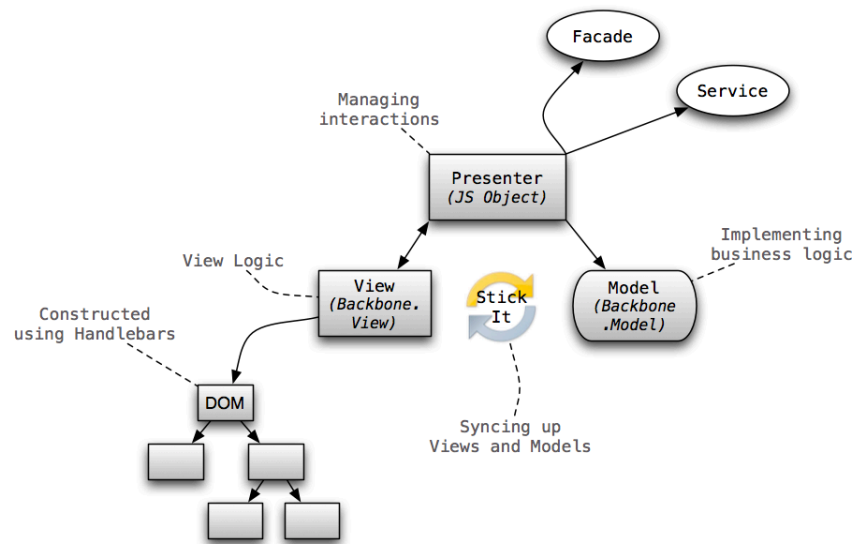 Facade
Service
Managing
interactions
Presenter
(JS Object)
Implementing
business logic
View Logic
View
(Backbone.
View)
Stick
It
Model
(Backbone
.Model)
Constructed
using Handlebars
DOM
Syncing up
Views and Models